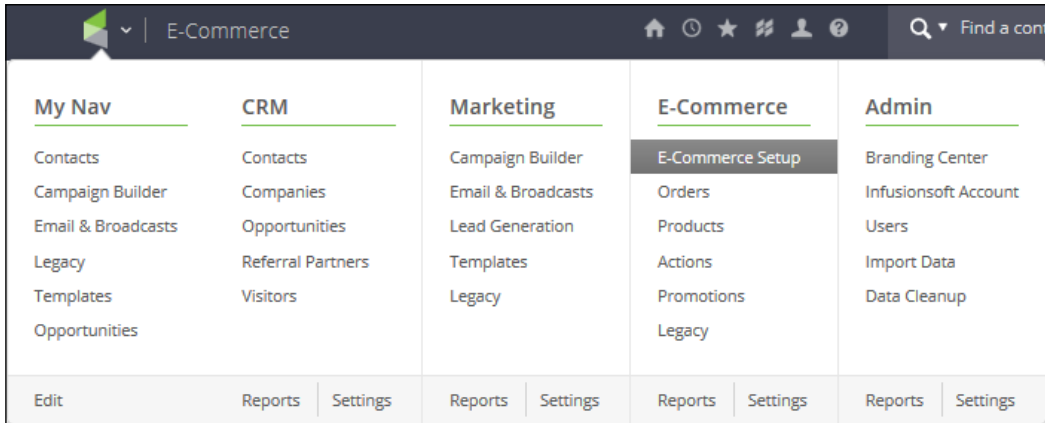 E-Commerce
Find a cont
My Nav
Contacts
Campaign Builder
Email & Broadcasts
Legacy
Templates
Opportunities
Edit
CRM
Contacts
Companies
Opportunities
Referral Partners
Visitors
Reports
Settings
Marketing
Campaign Builder
Email & Broadcasts
Lead Generation
Templates
Legacy
Reports
Settings
E-Commerce
E-Commerce Setup
Orders
Products
Actions
Promotions
Legacy
Reports
Settings
Admin
Branding Center
Infusionsoft Account
Users
Import Data
Data Cleanup
Reports
Settings